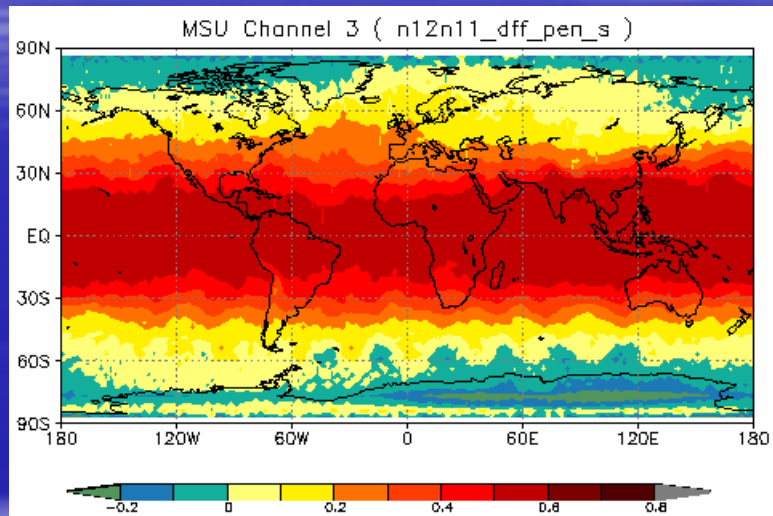 MSU Channel 3 ( n12n11_dff_pen_s )
90N
60N
30N
EQ
30S
60S
90S
180 120W 60W 0 60E 120E 180
-0.2 0 0.2 0.4 0.6 0.8